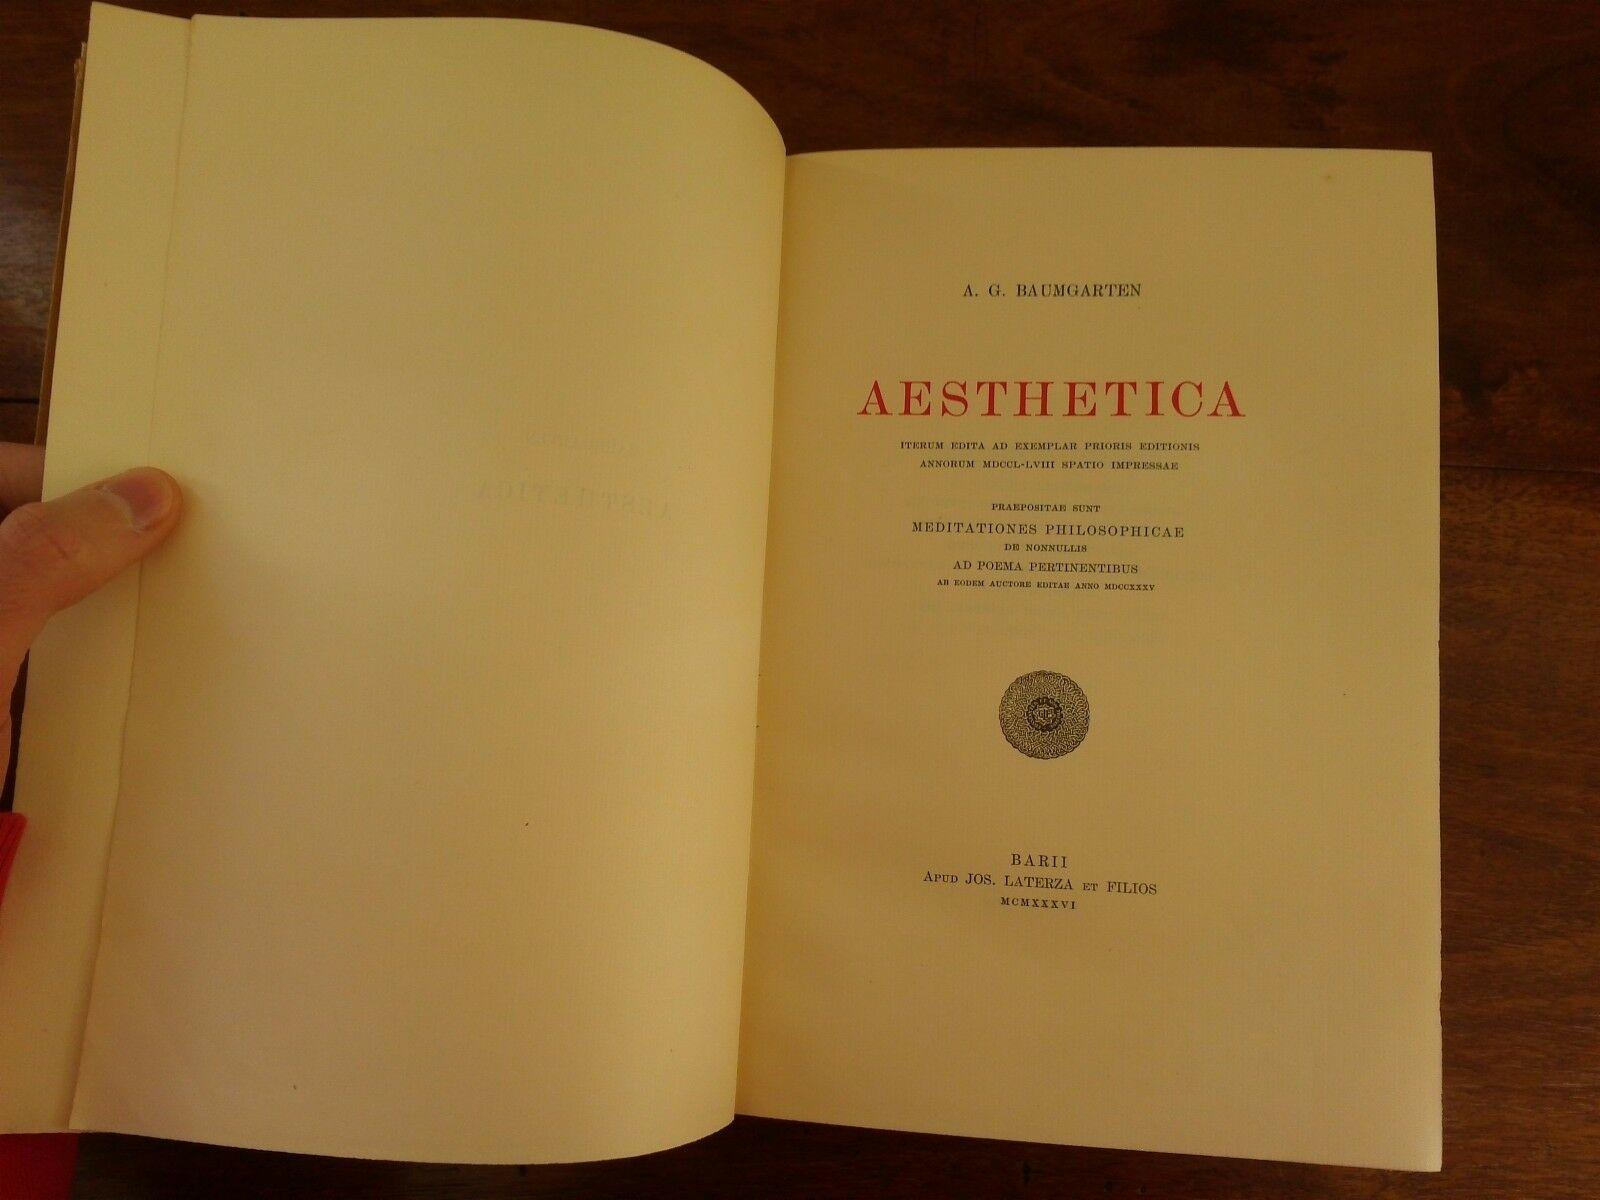 A. G. BAUMGARTEN
AESTHETICA
ITERUM EDITA AD EXEMPLAR PRIORIS EDITIONIS
ANNORUM MDCCL-LVIII SPATIO IMPRESSAE
PRAEPOSITAE SUNT
MEDITATIONES PHILOSOPHICAE
DE NONNULLIS
AD POEMA PERTINENTIBUS
AB EODEM AUCTORE EDITAE ANNO MDCCXXXV
BARII
APUD JOS. LATERZA ET FILIOS
MCMXXXVI